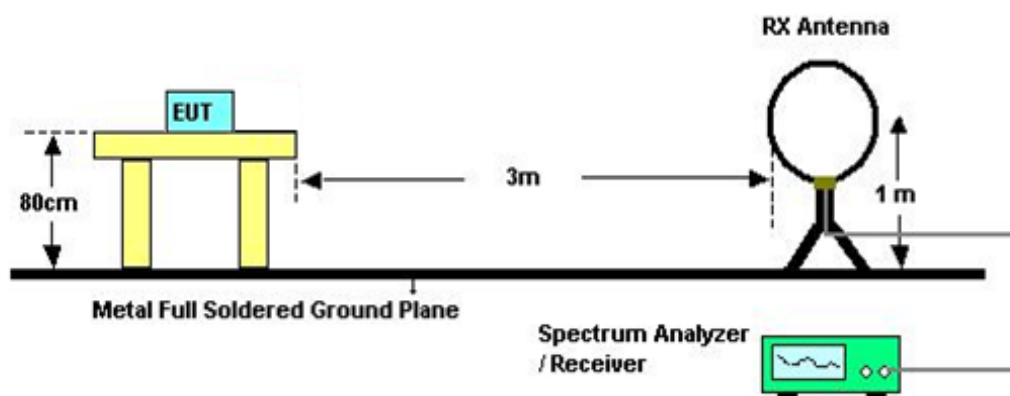 RX Antenna
EUT
80cm
3m
1 m
Metal Full Soldered Ground Plane
Spectrum Analyzer
/ Receiver